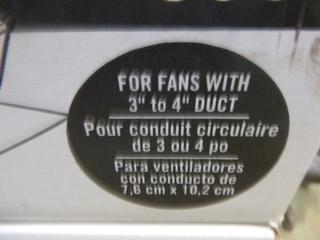 FOR FANS WITH
3" to 4" DUCT
Pour conduit circulaire
de 3 ou 4 po
Para ventiladores
con conducto de
7,6 cm x 10,2 cm